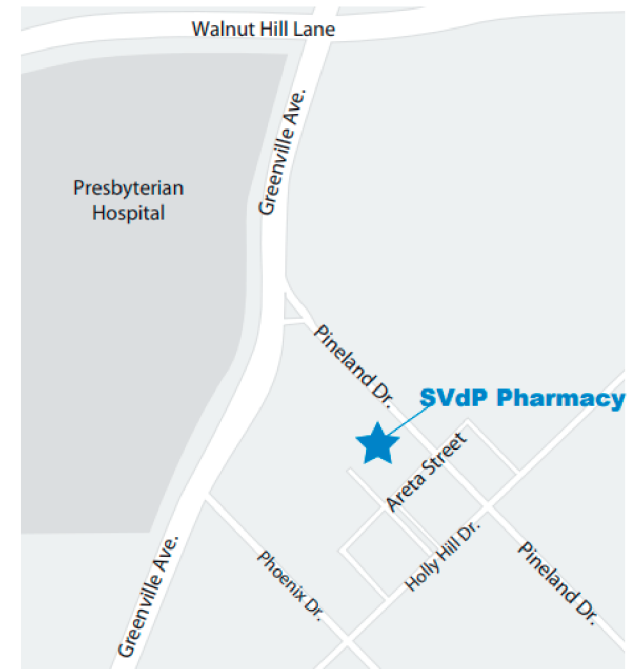 Walnut Hill Lane
Greenville Ave.
Presbyterian
Hospital
Pineland Dr.
SVdP Pharmacy
Areta Street
Holly Hill Dr.
Pineland Dr.
Phoenix Dr.
Greenville Ave.